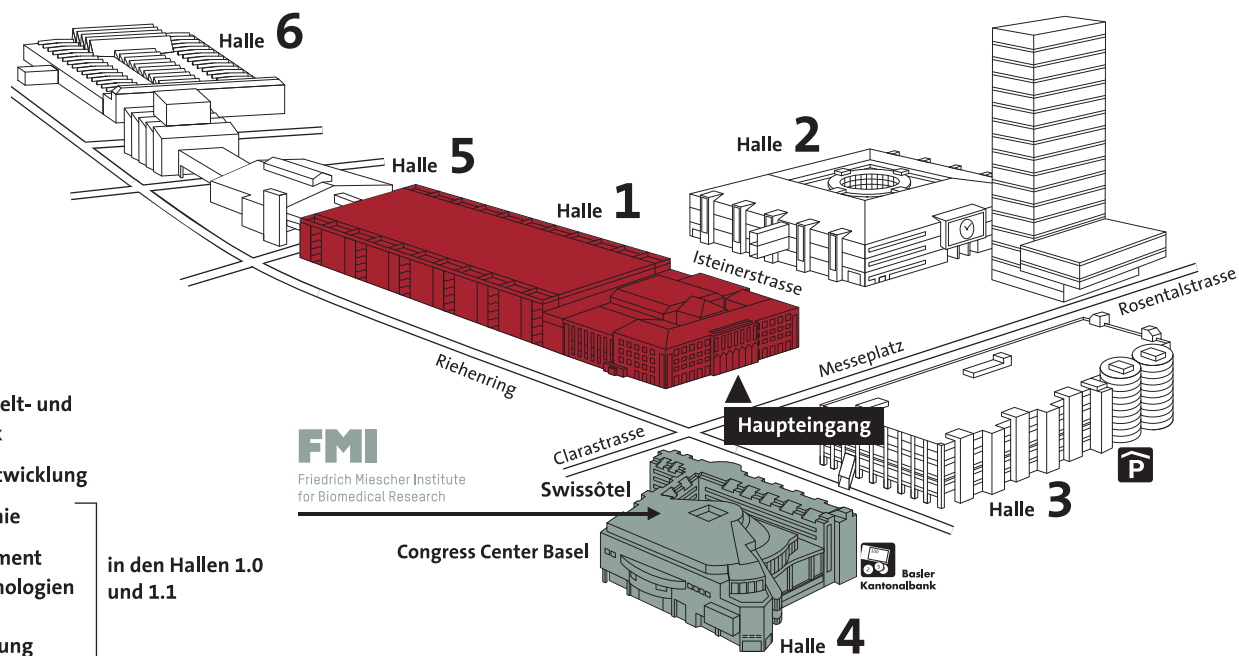 Halle 6
Halle 5
Halle 1
Halle 2
Isteinerstrasse
Rosentalstrasse
Messeplatz
Riehenring
Clarastrasse
Haupteingang
P
Halle 3
FMI
Friedrich Miescher Institute
for Biomedical Research
Swissôtel
Congress Center Basel
100
Basler
Kantonalbank
Halle 4
elt- und
twicklung
nie
ment
nologien
ung
in den Hallen 1.0
und 1.1